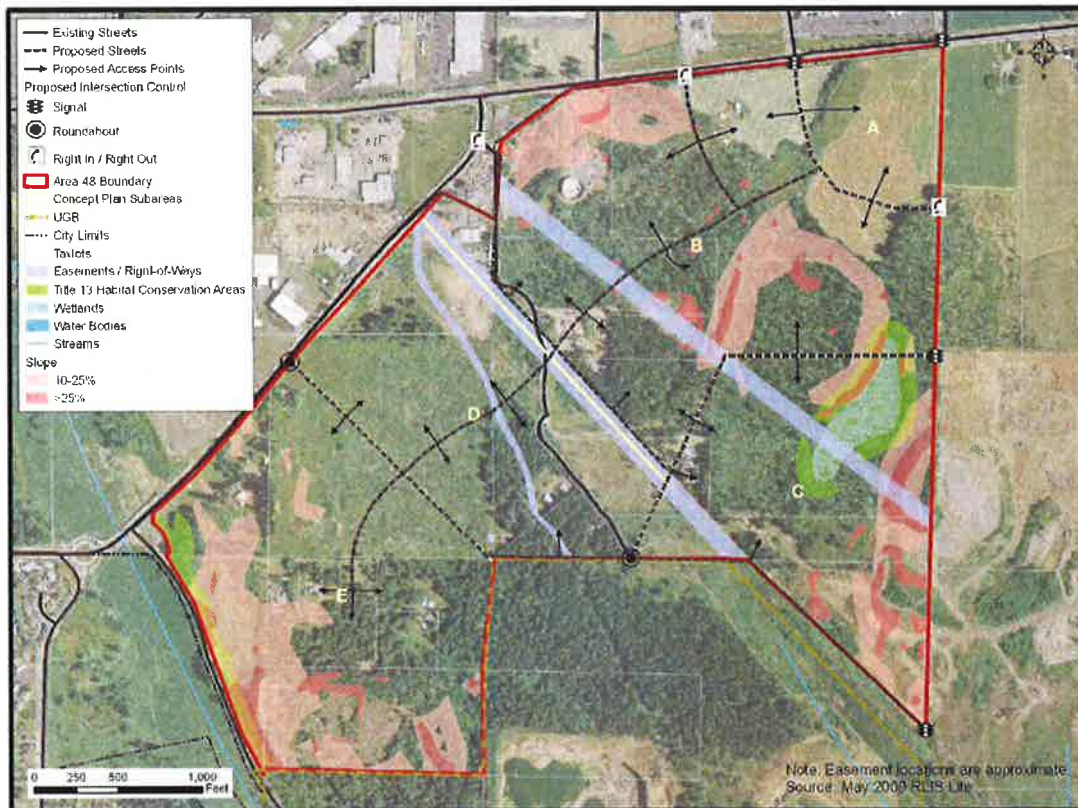 Existing Streets
Proposed Streets
Proposed Access Points
Proposed Intersection Control
Signal
Roundabout
Right In / Right Out
Area 48 Boundary
Concept Plan Subareas
UGB
City Limits
Taxlots
Easements / Right-of-Ways
Title 13 Habitat Conservation Areas
Wetlands
Water Bodies
Streams
Slope
10-25%
>25%
A
B
C
D
E
0 250 500 1,000
Feet
Note: Easement locations are approximate
Source: May 2009 RLIS Lite